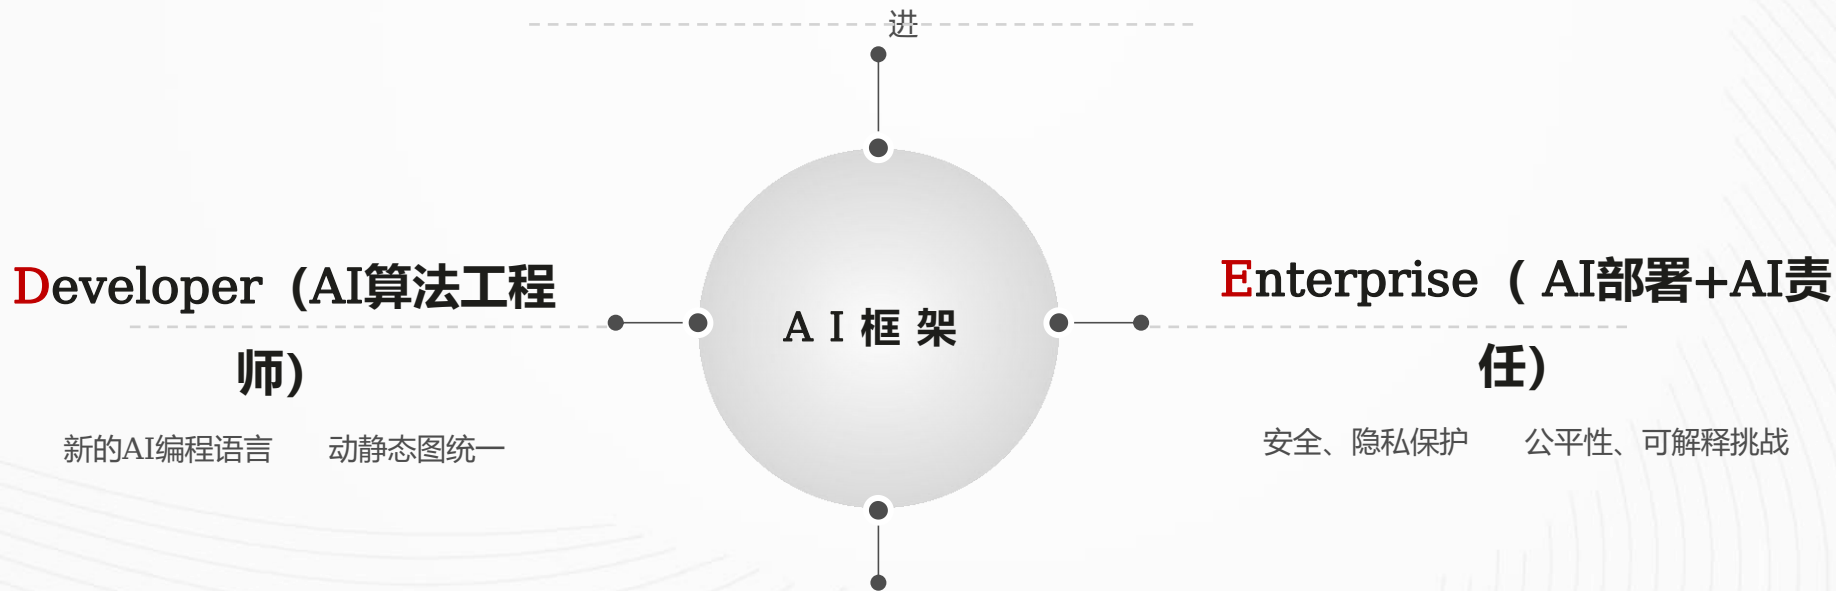 进
Developer（AI算法工程
师)
新的AI编程语言 动静态图统一
AI框架
Enterprise（ AI部署+AI责
任)
安全、隐私保护 公平性、可解释挑战